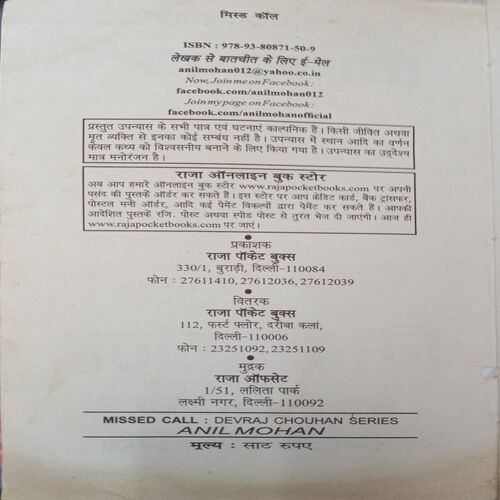 मिस्ड कॉल
ISBN : 978-93-80871-50-9
लेखक से बातचीत के लिए ई-मेल
anilmohan012@yahoo.co.in
Now, Join me on Facebook:
facebook.com/anilmohan012
Join my page on Facebook:
facebook.com/anilmohanofficial
प्रस्तुत उपन्यास के सभी पात्र एवं घटनाएं काल्पनिक हैं। किसी जीवित अथवा
मृत व्यक्ति से इनका कोई सम्बंध नहीं है। उपन्यास में स्थान आदि का वर्णन
केवल कथ्य को विश्वसनीय बनाने के लिए किया गया है। उपन्यास का उद्देश्य
मात्र मनोरंजन है।
राजा ऑनलाइन बुक स्टोर
अब आप हमारे ऑनलाइन बुक स्टोर www.rajapocketbooks.com पर अपनी
पसंद की पुस्तकें ऑर्डर कर सकते हैं। इस स्टोर पर आप क्रेडिट कार्ड, बैंक ट्रांसफर,
पोस्टल मनी ऑर्डर, आदि कई पेमेंट विकल्पों द्वारा पेमेंट कर सकते हैं। आपकी
आदेशित पुस्तकें रजि. पोस्ट अथवा स्पीड पोस्ट से तुरंत भेज दी जाएंगी। आज ही
www.rajapocketbooks.com पर जाएं।
प्रकाशक
राजा पॉकेट बुक्स
330/1, बुराड़ी, दिल्ली-110084
फोन : 27611410, 27612036, 27612039
वितरक
राजा पॉकेट बुक्स
112, फर्स्ट फ्लोर, दरीबा कलां,
दिल्ली-110006
फोन : 23251092, 23251109
मुद्रक
राजा ऑफसेट
1/51, ललिता पार्क
लक्ष्मी नगर, दिल्ली-110092
MISSED CALL : DEVRAJ CHOUHAN SERIES
ANIL MOHAN
मूल्य : साठ रुपए